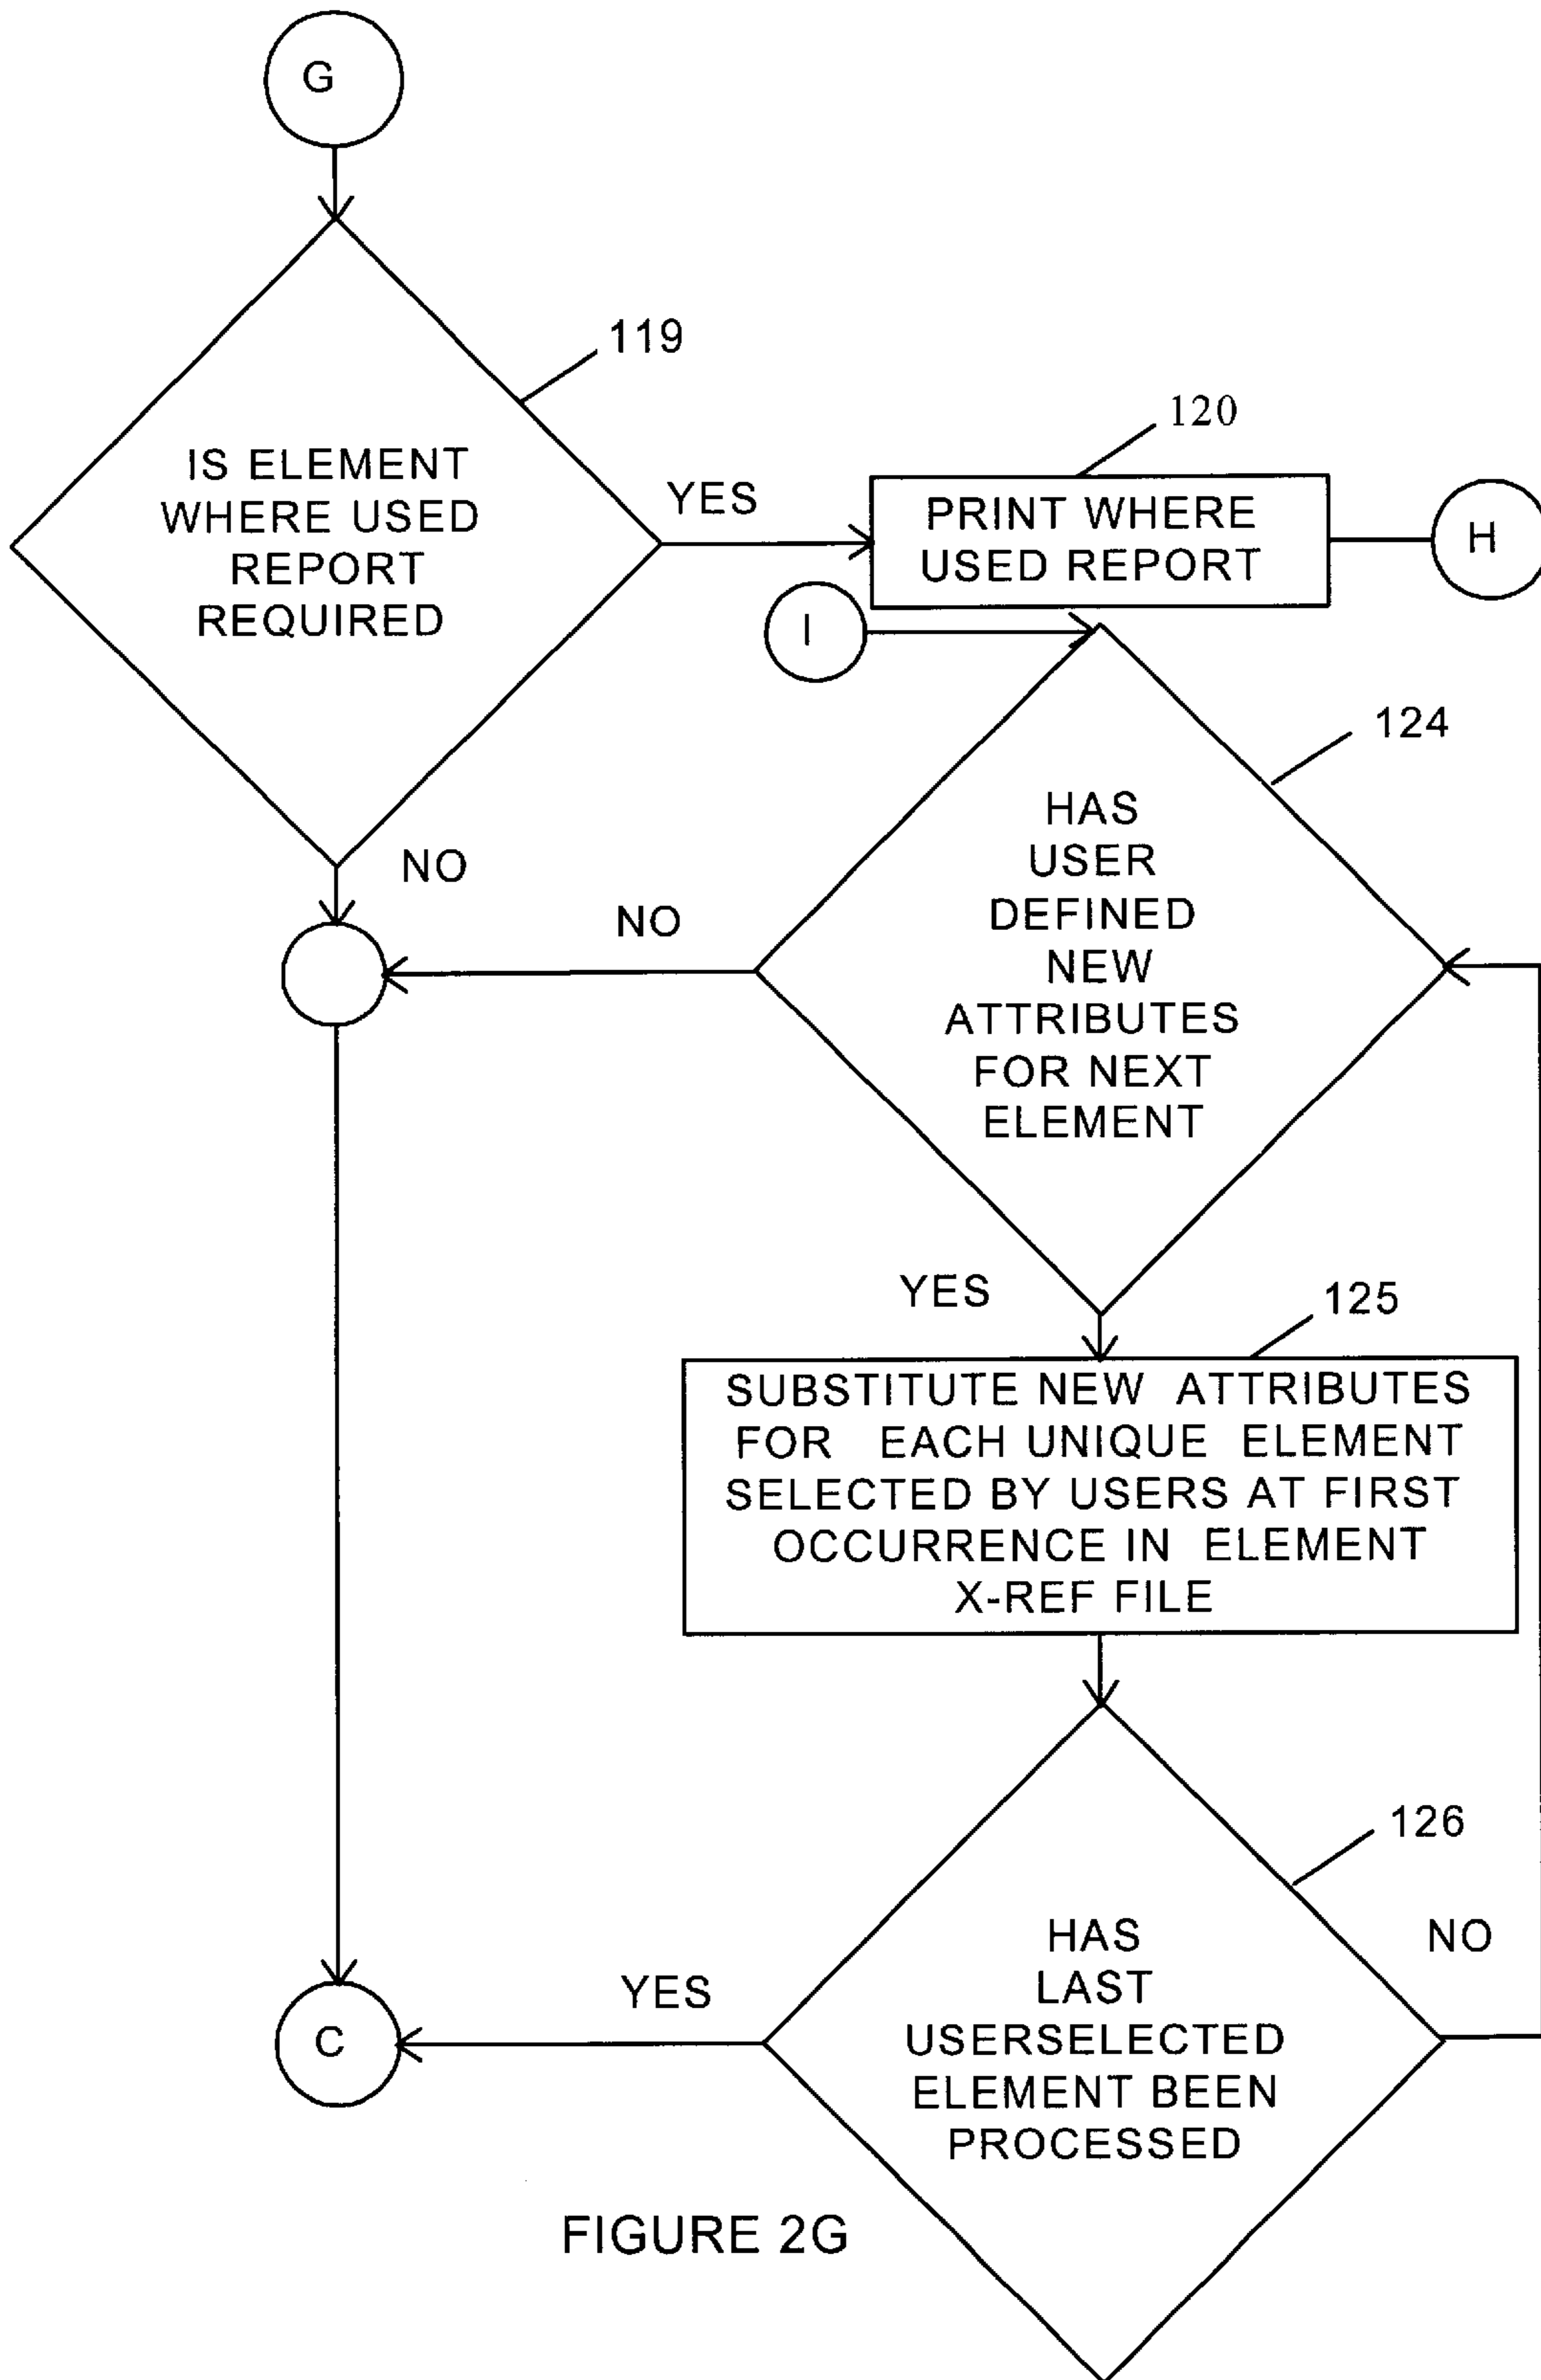 G
119
IS ELEMENT
WHERE USED
REPORT
REQUIRED
YES
120
PRINT WHERE
USED REPORT
H
I
NO
124
HAS
USER
DEFINED
NEW
ATTRIBUTES
FOR NEXT
ELEMENT
NO
YES
125
SUBSTITUTE NEW ATTRIBUTES
FOR EACH UNIQUE ELEMENT
SELECTED BY USERS AT FIRST
OCCURRENCE IN ELEMENT
X-REF FILE
126
HAS
LAST
USERSELECTED
ELEMENT BEEN
PROCESSED
NO
YES
C
FIGURE 2G